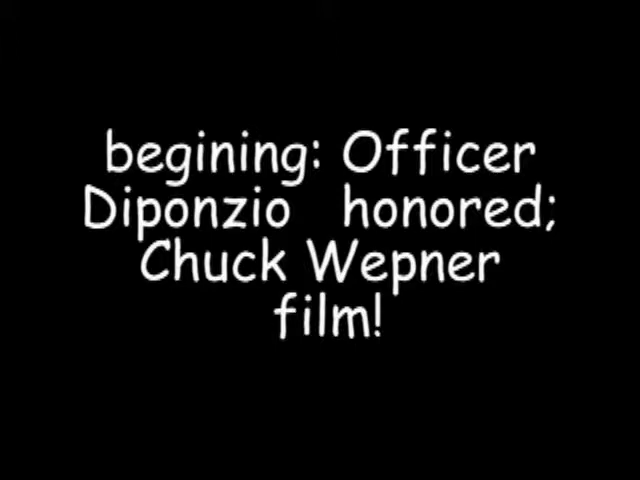 begining: Officer
Diponzio honored;
Chuck Wepner
film!